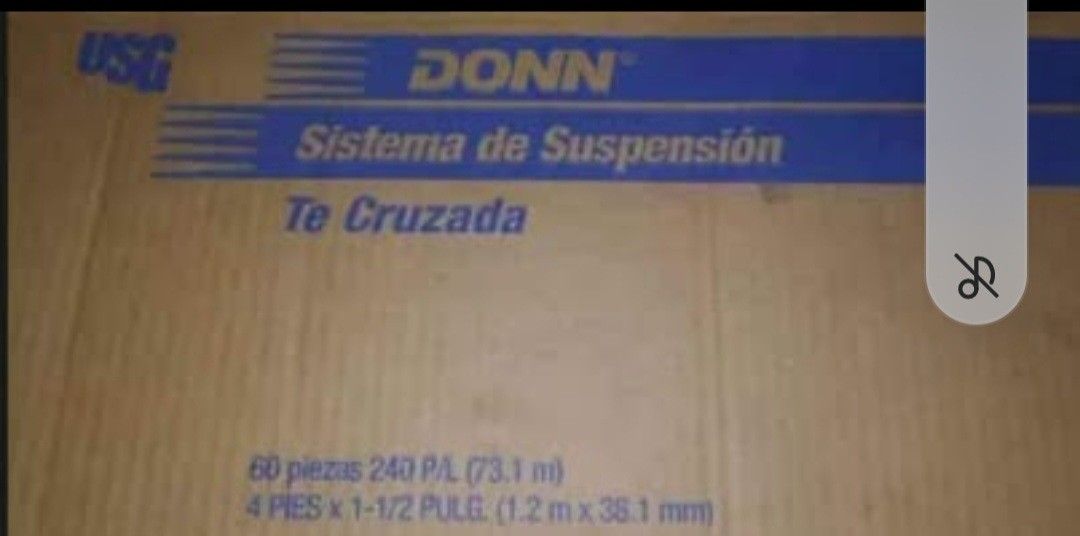 USG
DONN™
Sistema de Suspensión
Te Cruzada
60 piezas 240 P/L (73.1 m)
4 PIES x 1-1/2 PULG. (1.2 m x 38.1 mm)